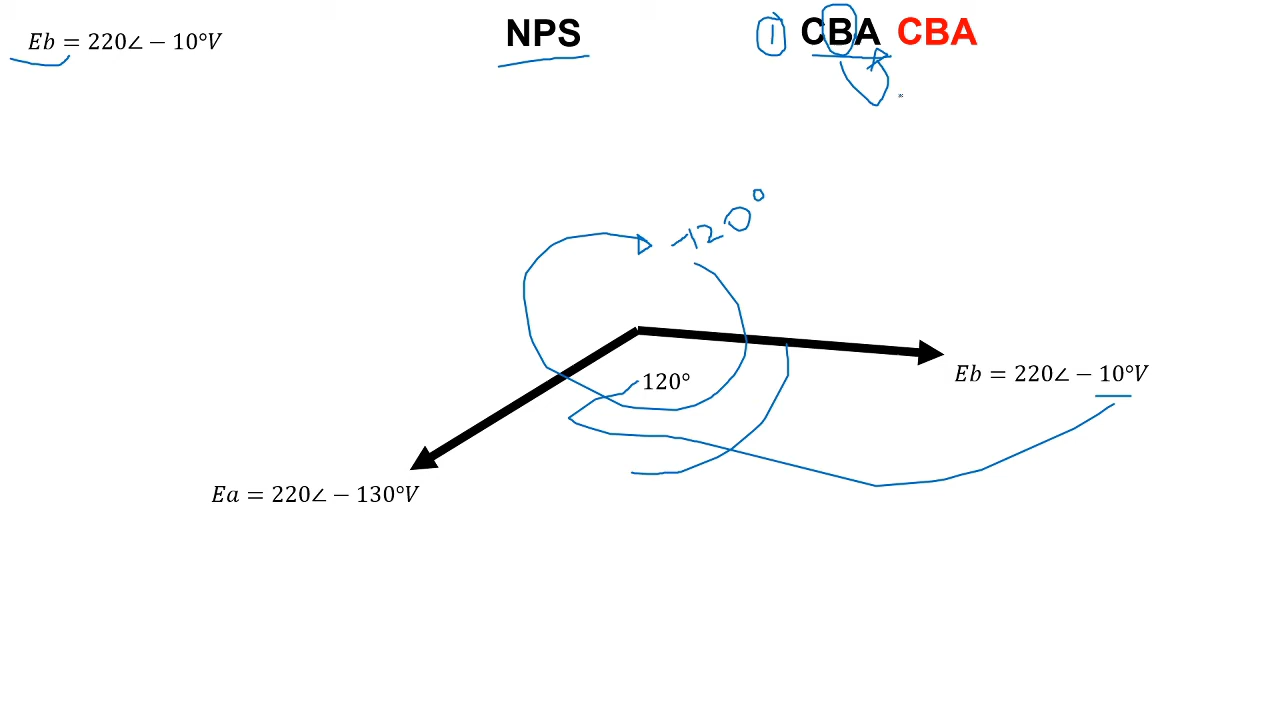 Eb = 220∠ − 10°V
NPS
1 CBA CBA
-120°
120°
Eb = 220∠ − 10°V
Ea = 220∠ − 130°V